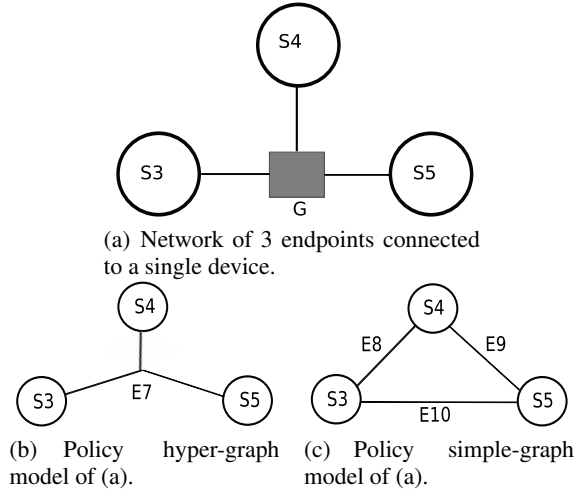 S4
S3
S5
G
(a) Network of 3 endpoints connected
to a single device.
S4
S3
E7
S5
(b) Policy hyper-graph
model of (a).
S4
E8
E9
S3
S5
E10
(c) Policy simple-graph
model of (a).